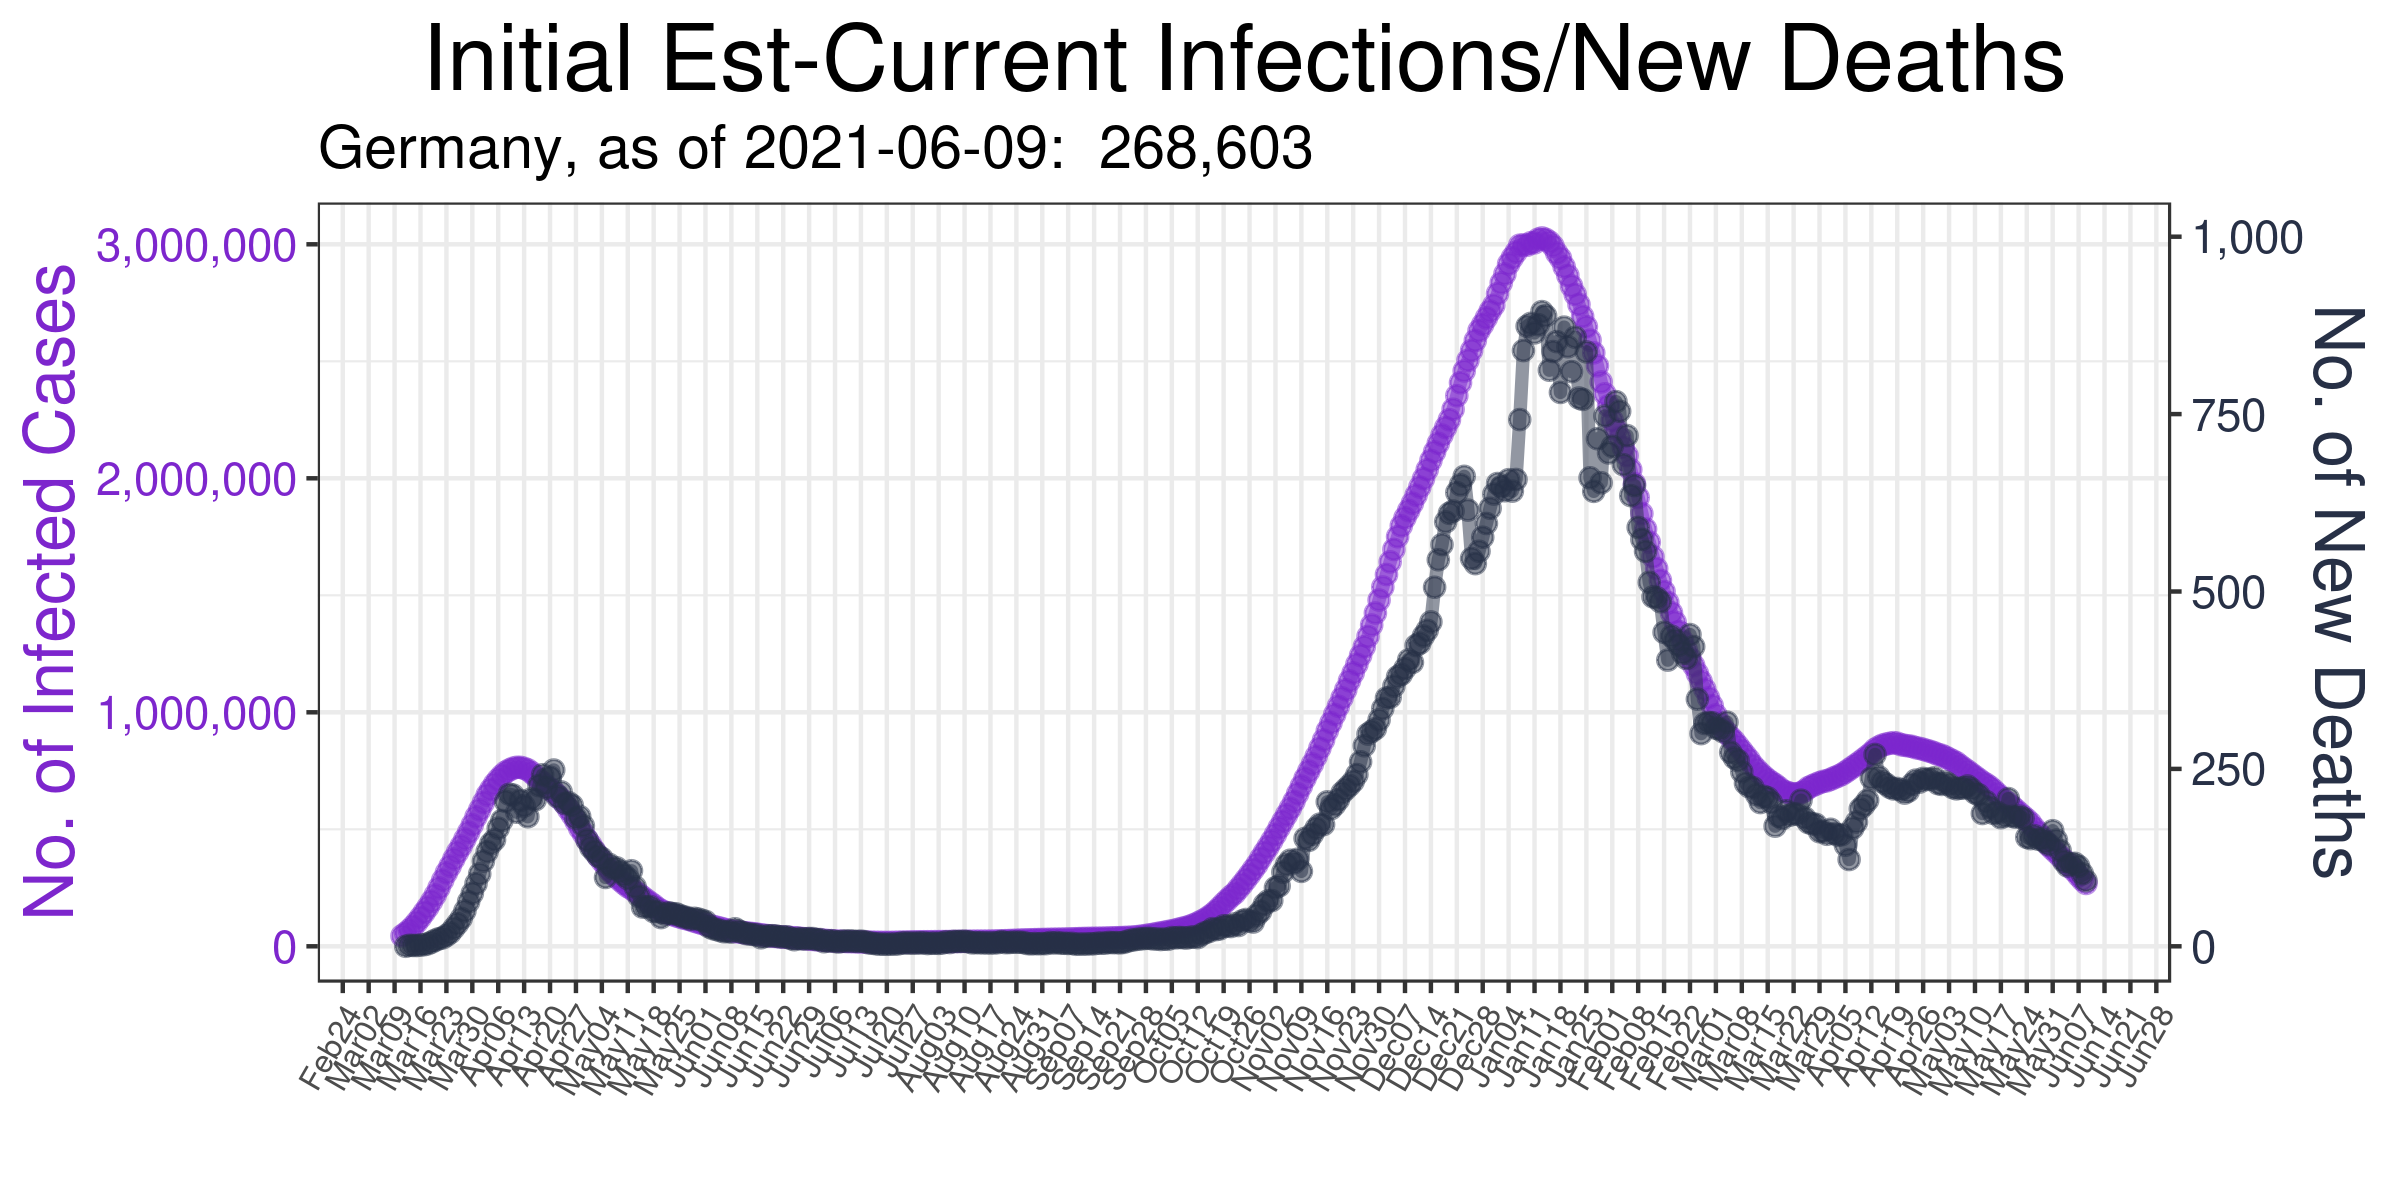 Initial Est-Current Infections/New Deaths
Germany, as of 2021-06-09:  268,603
No. of Infected Cases
3,000,000
2,000,000
1,000,000
0
1,000
750
500
250
0
No. of New Deaths
Feb24
Mar02
Mar09
Mar16
Mar23
Mar30
Apr06
Apr13
Apr20
Apr27
May04
May11
May18
May25
Jun01
Jun08
Jun15
Jun22
Jun29
Jul06
Jul13
Jul20
Jul27
Aug03
Aug10
Aug17
Aug24
Aug31
Sep07
Sep14
Sep21
Sep28
Oct05
Oct12
Oct19
Oct26
Nov02
Nov09
Nov16
Nov23
Nov30
Dec07
Dec14
Dec21
Dec28
Jan04
Jan11
Jan18
Jan25
Feb01
Feb08
Feb15
Feb22
Mar01
Mar08
Mar15
Mar22
Mar29
Apr05
Apr12
Apr19
Apr26
May03
May10
May17
May24
May31
Jun07
Jun14
Jun21
Jun28